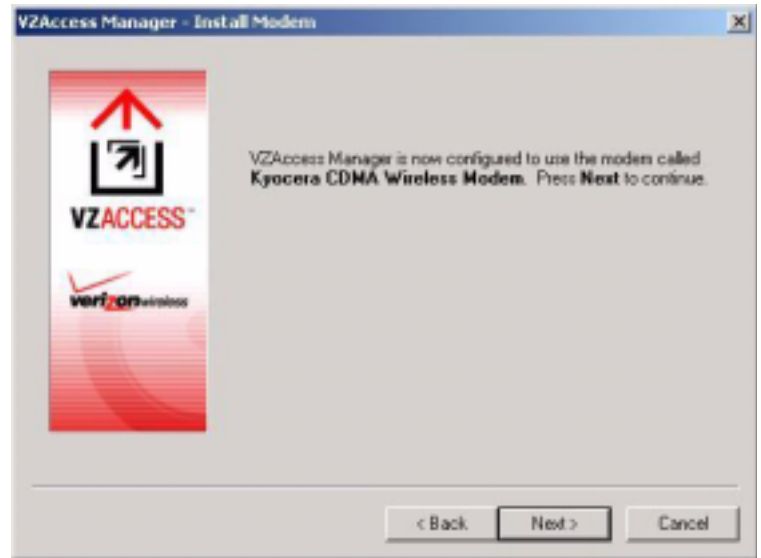 VZAccess Manager - Install Modem
VZACCESS™
verizonwireless
VZAccess Manager is now configured to use the modem called
Kyocera CDMA Wireless Modem. Press Next to continue.
< Back
Next >
Cancel